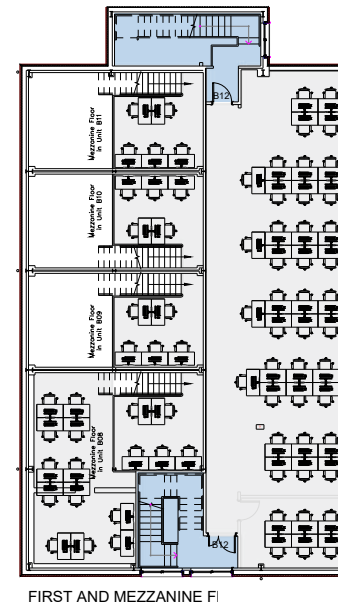 B12
Mezzanine Floor
in Unit B11
Mezzanine Floor
in Unit B10
Mezzanine Floor
in Unit B09
Mezzanine Floor
in Unit B08
B12
FIRST AND MEZZANINE F